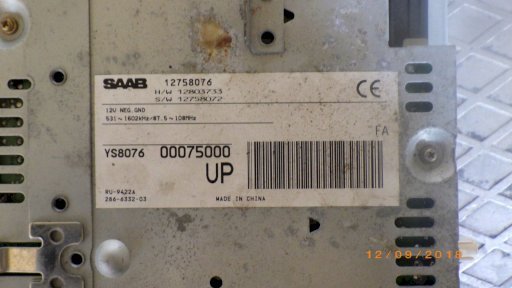 SAAB 12758076
H/W 12803733
S/W 12758072
12V NEG.GND
531~1602kHz/87.5~108MHz
CE
FA
YS8076 00075000
UP
RU-9422A
286-6332-03
MADE IN CHINA
12/09/2018